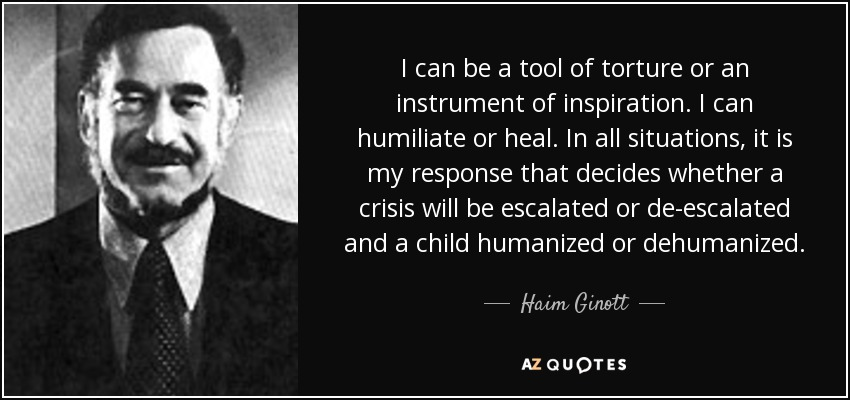 I can be a tool of torture or an
instrument of inspiration. I can
humiliate or heal. In all situations, it is
my response that decides whether a
crisis will be escalated or de-escalated
and a child humanized or dehumanized.
Haim Ginott
AZ QUOTES